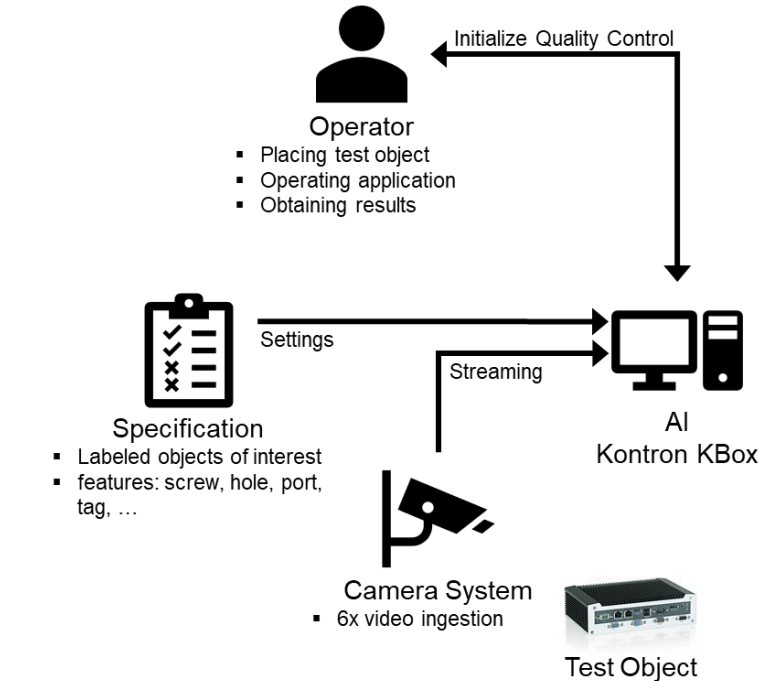 Initialize Quality Control
Operator
▪ Placing test object
▪ Operating application
▪ Obtaining results
Settings
Streaming
Specification
▪ Labeled objects of interest
▪ features: screw, hole, port,
tag, …
AI
Kontron KBox
Camera System
▪ 6x video ingestion
Test Object